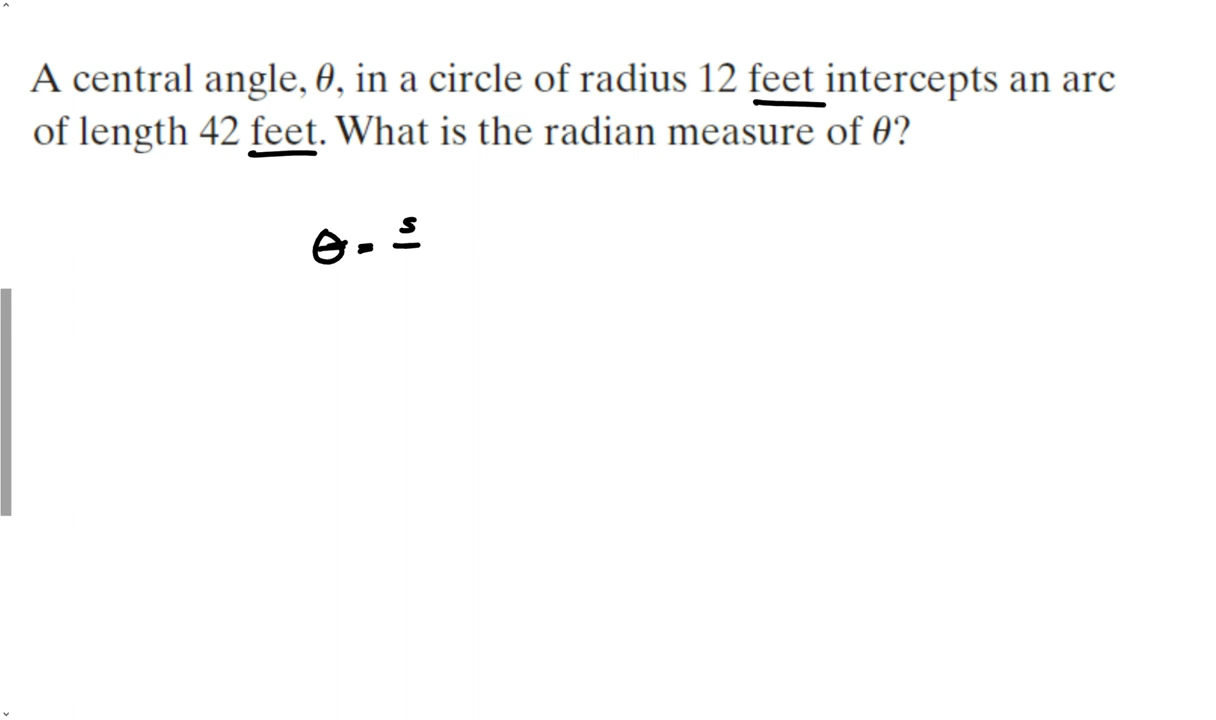 A central angle, θ, in a circle of radius 12 feet intercepts an arc
of length 42 feet. What is the radian measure of θ?
θ = s